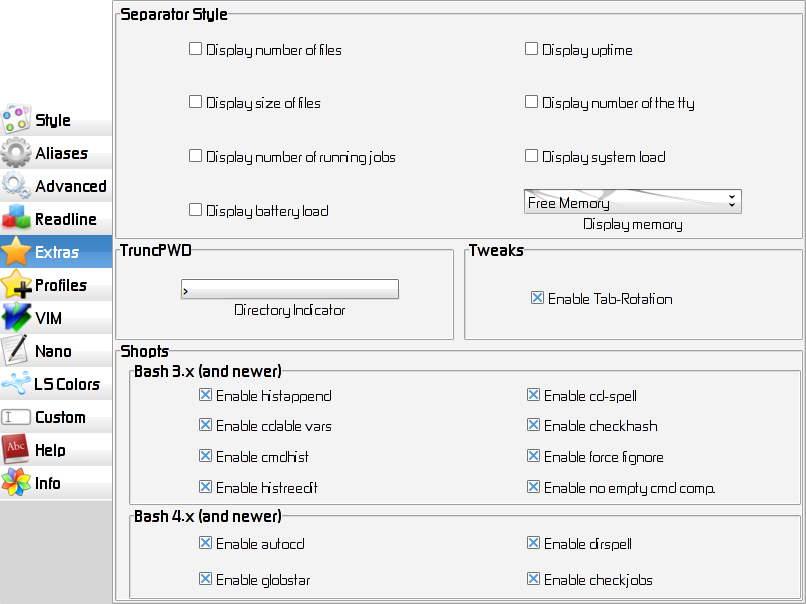 Style
Aliases
Advanced
Readline
Extras
Profiles
VIM
Nano
LS Colors
Custom
Abc
Help
Info
Separator Style
Display number of files
Display uptime
Display size of files
Display number of the tty
Display number of running jobs
Display system load
Display battery load
Free Memory
Display memory
TruncPWD
>
Directory Indicator
Tweaks
Enable Tab-Rotation
Shopts
Bash 3.x (and newer)
Enable histappend
Enable cd-spell
Enable cdable vars
Enable checkhash
Enable cmdhist
Enable force fignore
Enable histreedit
Enable no empty cmd comp.
Bash 4.x (and newer)
Enable autocd
Enable dirspell
Enable globstar
Enable checkjobs